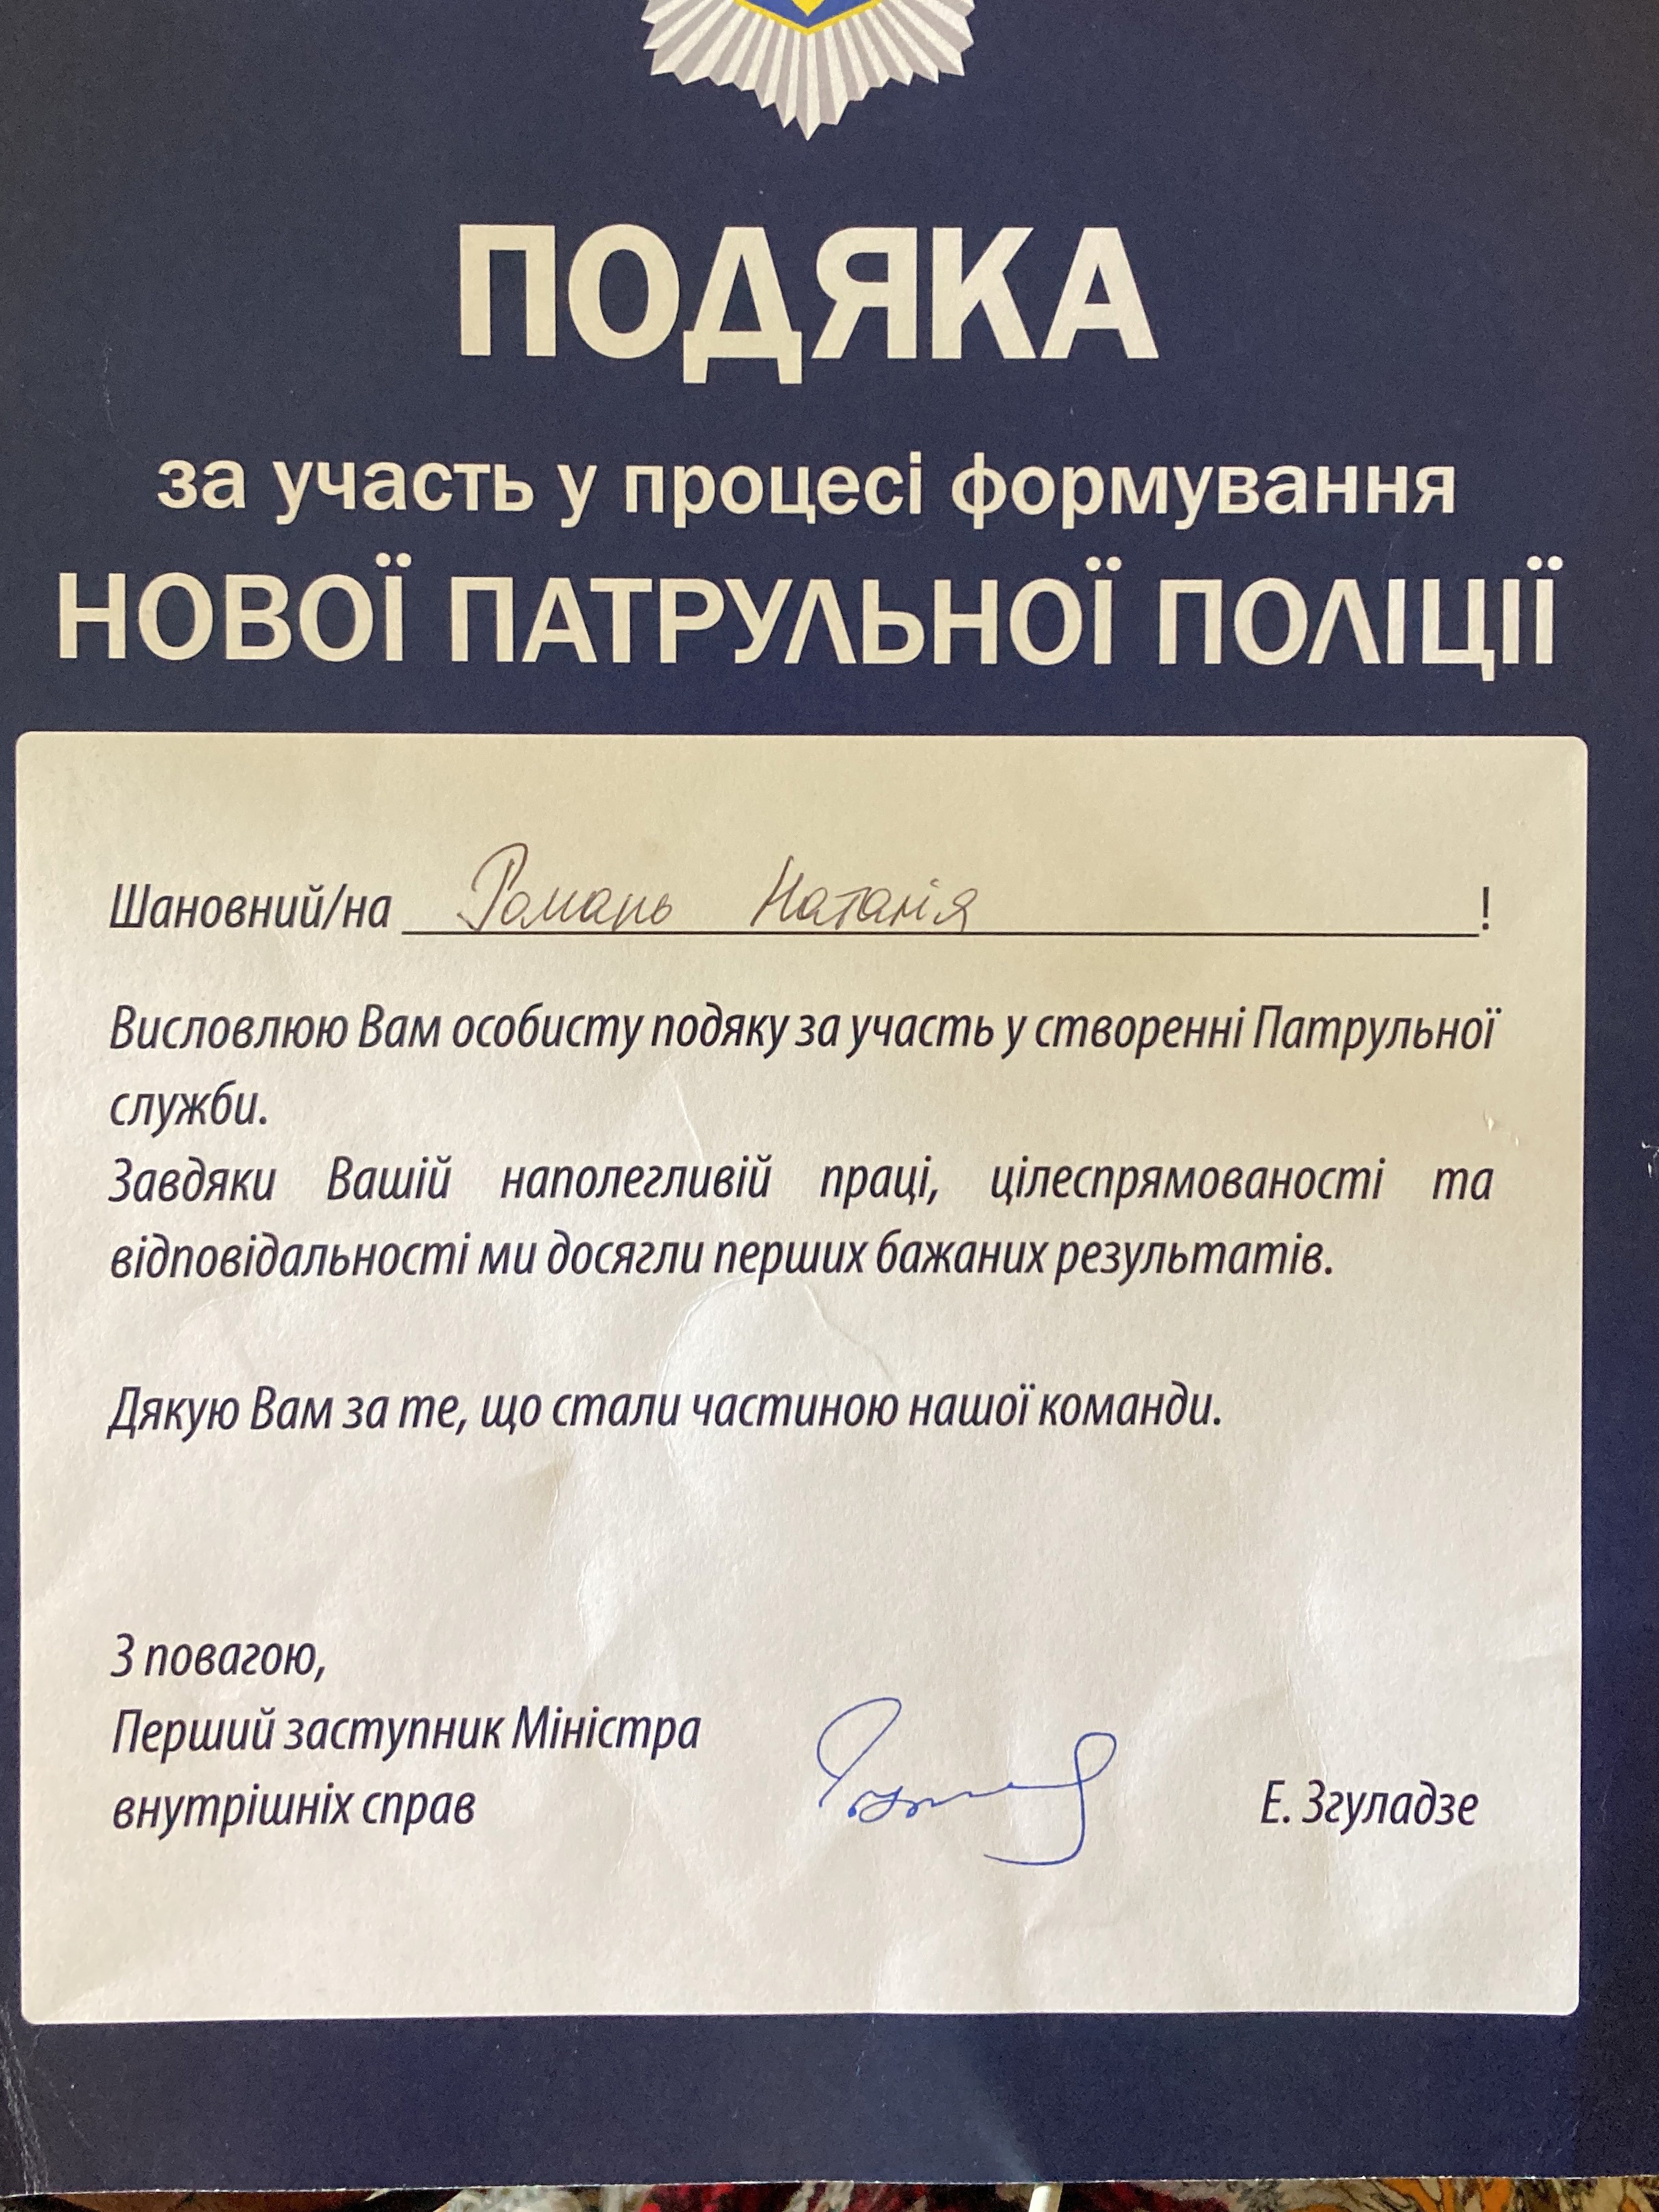 ПОДЯКА
за участь у процесі формування
НОВОЇ ПАТРУЛЬНОЇ ПОЛІЦІЇ
Шановний/на Романь Наталія !
Висловлюю Вам особисту подяку за участь у створенні Патрульної
служби.
Завдяки Вашій наполегливій праці, цілеспрямованості та
відповідальності ми досягли перших бажаних результатів.
Дякую Вам за те, що стали частиною нашої команди.
З повагою,
Перший заступник Міністра
внутрішніх справ Е. Згуладзе